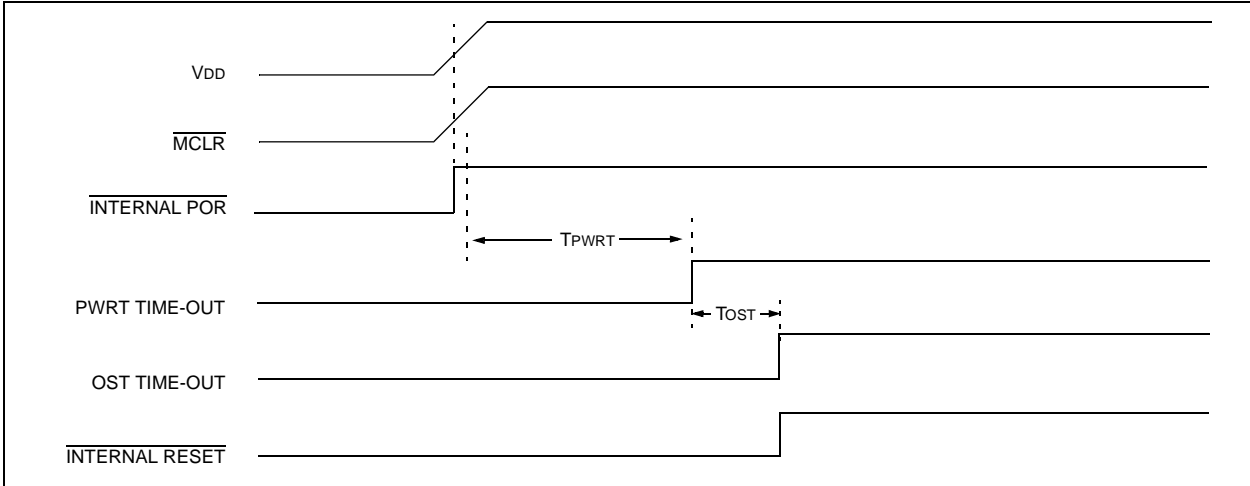 VDD
MCLR
INTERNAL POR
TPWRT
PWRT TIME-OUT
TOST
OST TIME-OUT
INTERNAL RESET